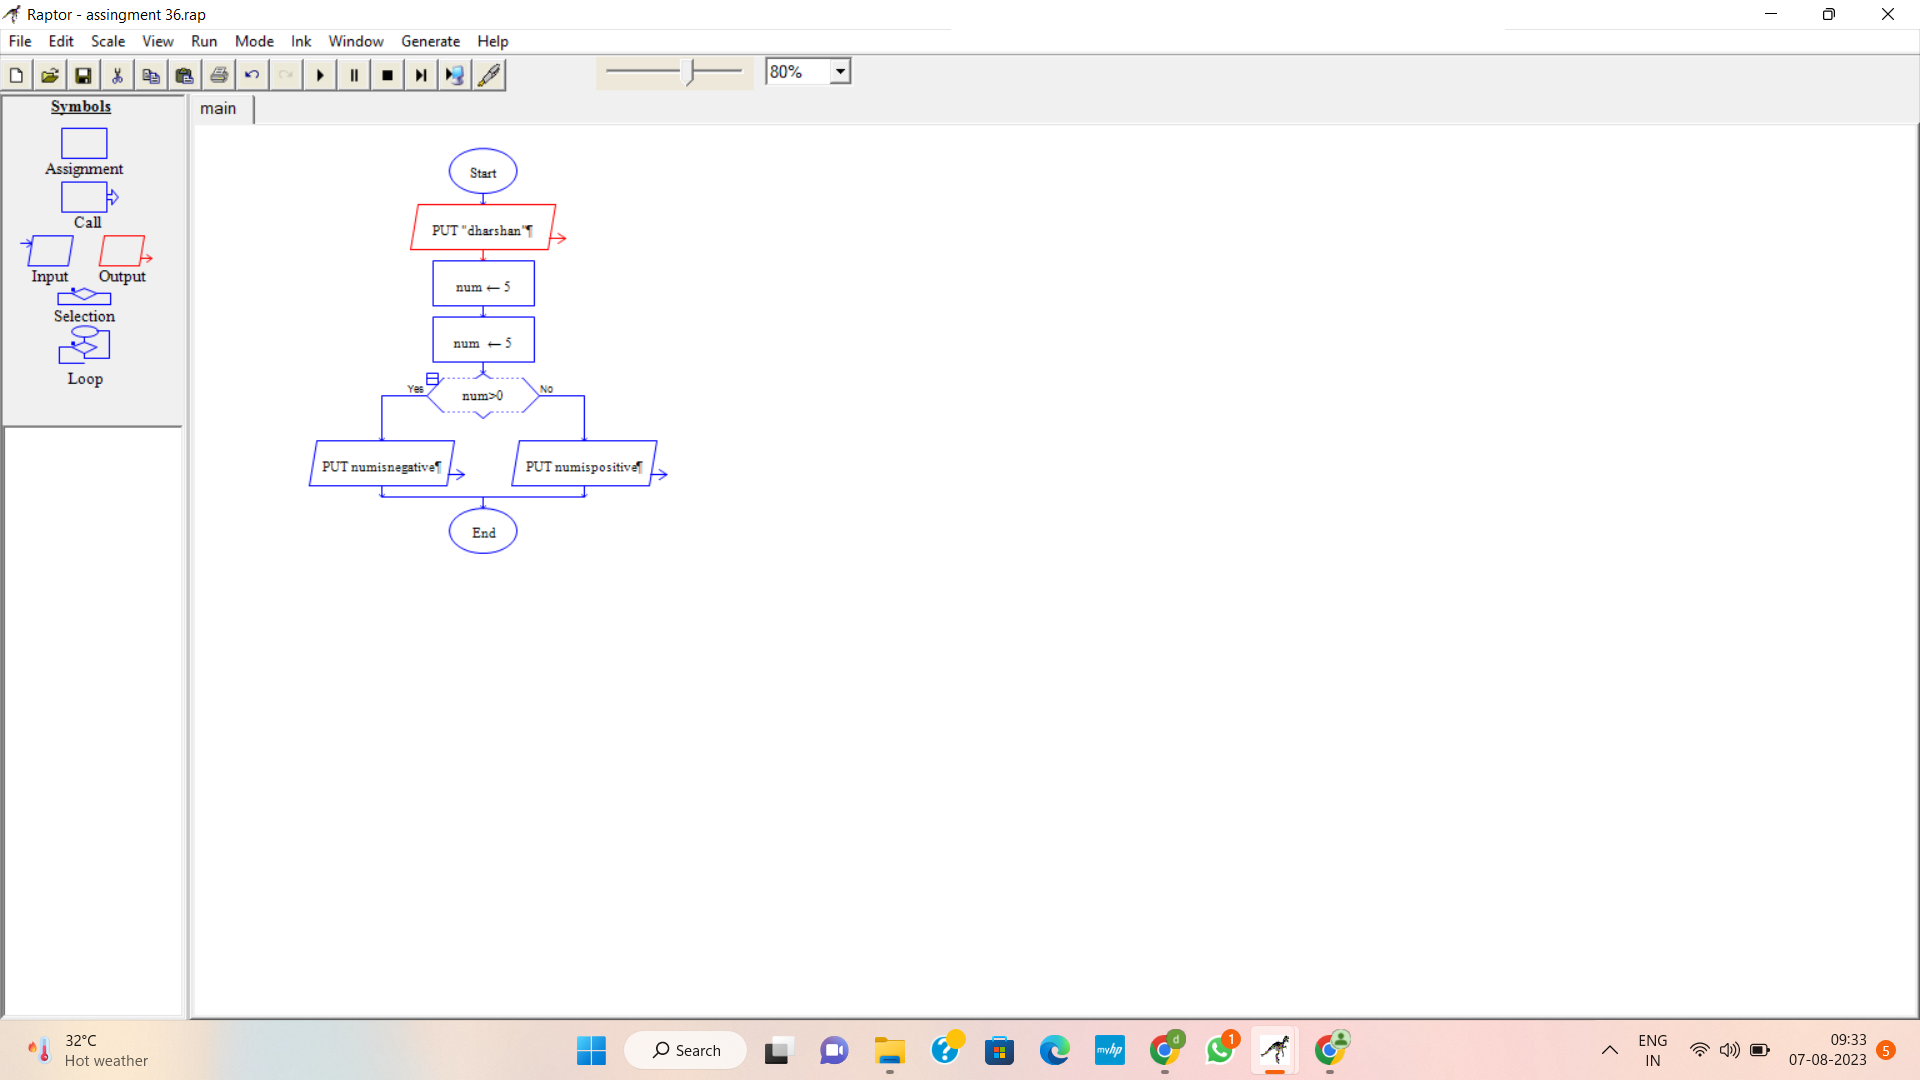 Raptor - assingment 36.rap
File Edit Scale View Run Mode Ink Window Generate Help
80%
Symbols
main
Assignment
Call
Input Output
Selection
Loop
Start
PUT "dharshan"¶
num ← 5
num ← 5
Yes num>0 No
PUT numisnegative¶ PUT numispositive¶
End
32°C
Hot weather
Search
myhp
d
1
ENG
IN
09:33
07-08-2023
5